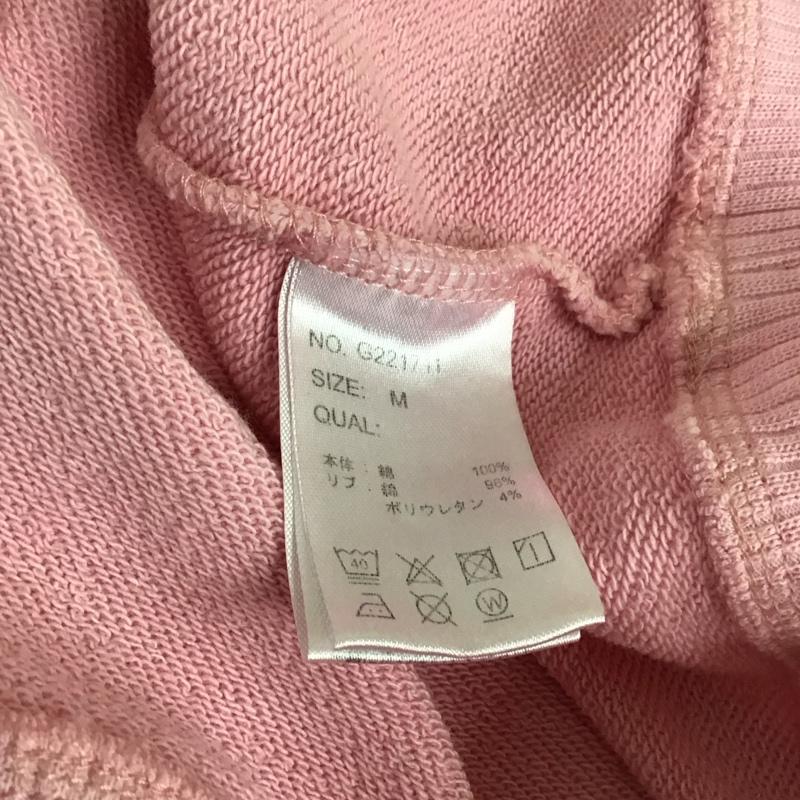 NO. G221711
SIZE: M
QUAL:
本体 : 綿 100%
リブ : 綿 96%
ポリウレタン 4%
40
W